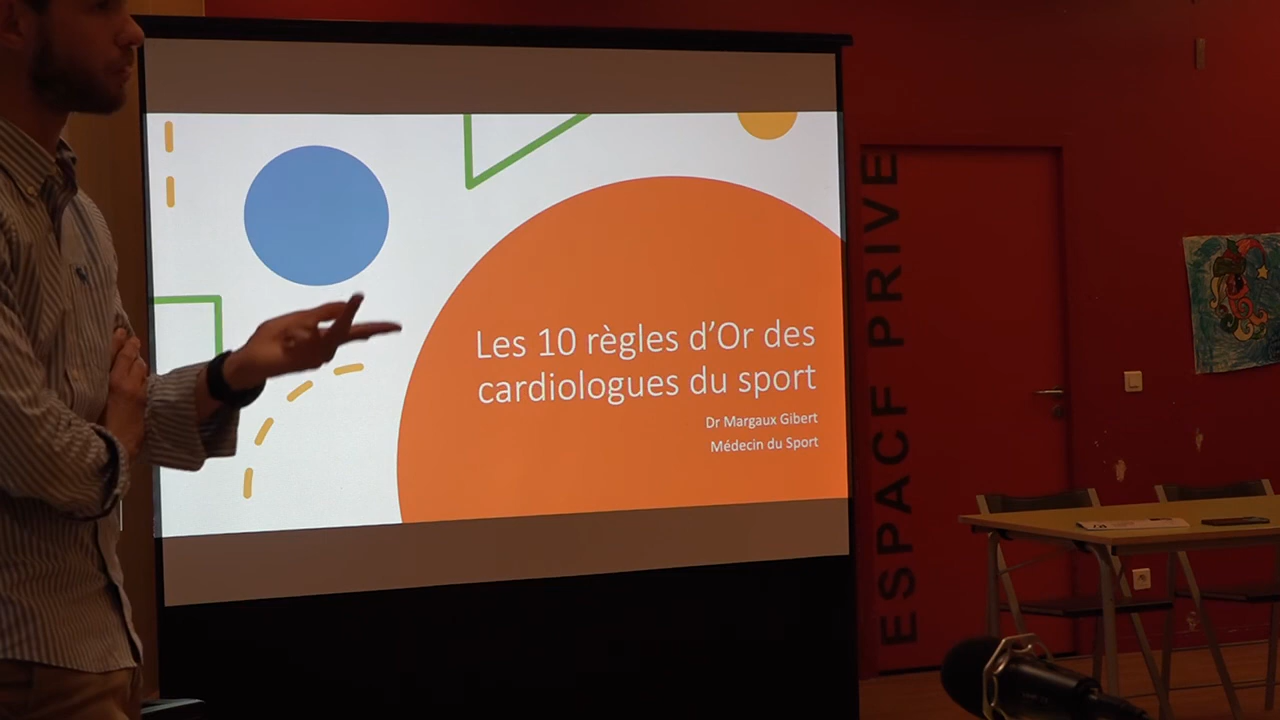 Les 10 règles d'Or des
cardiologues du sport
Dr Margaux Gibert
Médecin du Sport
ESPACE PRIVE